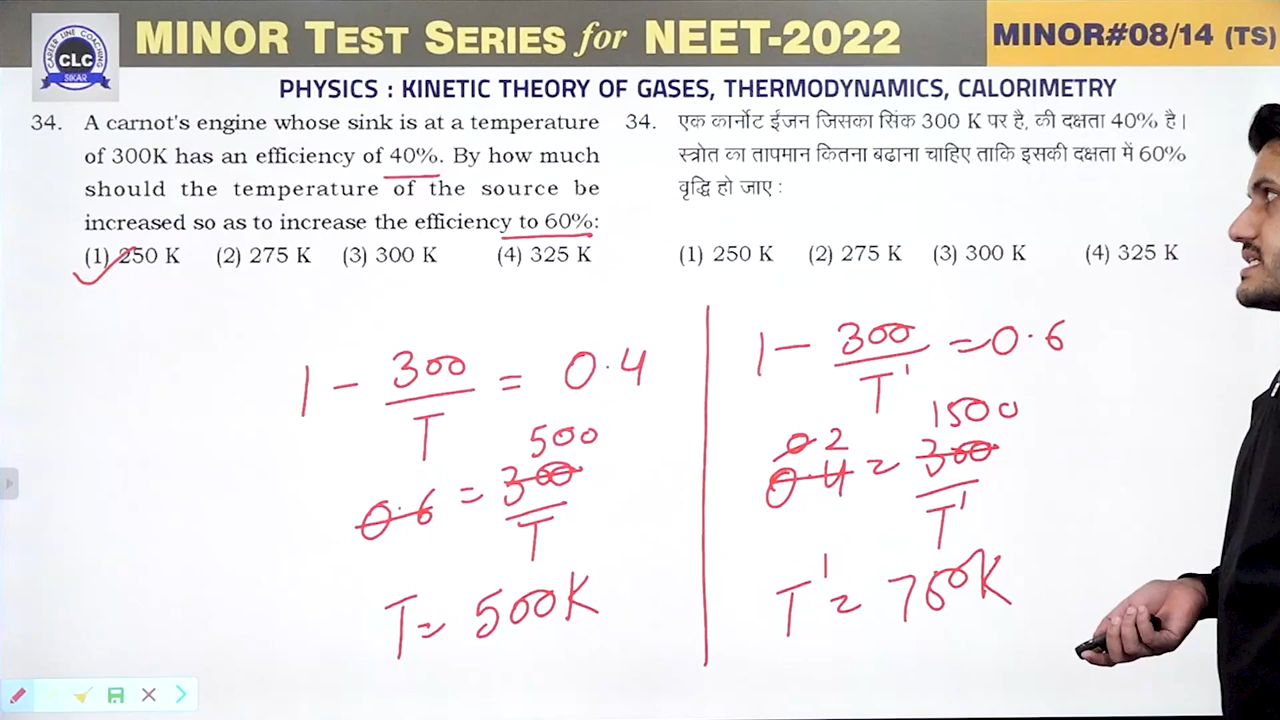 CAREER LINE COACHING
CLC
SIKAR
MINOR TEST SERIES for NEET-2022
MINOR#08/14 (TS)
PHYSICS : KINETIC THEORY OF GASES, THERMODYNAMICS, CALORIMETRY
34. A carnot's engine whose sink is at a temperature
of 300K has an efficiency of 40%. By how much
should the temperature of the source be
increased so as to increase the efficiency to 60%:
(1) 250 K (2) 275 K (3) 300 K (4) 325 K
34. एक कार्नोट ईंजन जिसका सिंक 300 K पर है, की दक्षता 40% है।
स्त्रोत का तापमान कितना बढाना चाहिए ताकि इसकी दक्षता में 60%
वृद्धि हो जाए :
(1) 250 K (2) 275 K (3) 300 K (4) 325 K
1 - 300/T = 0.4
500
0.6 = 300/T
T = 500K
1 - 300/T' = 0.6
0 2 1500
0.4 = 300/T'
T' = 750K